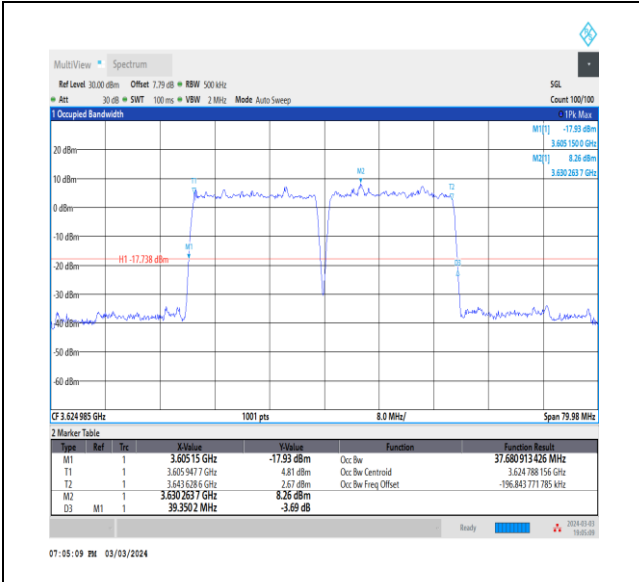 MultiView Spectrum
Ref Level 30.00 dBm Offset 7.79 dB RBW 500 kHz SGL
Att 30 dB SWT 100 ms VBW 2 MHz Mode Auto Sweep Count 100/100
1 Occupied Bandwidth 1Pk Max
M1[1] -17.93 dBm
3.605 150 0 GHz
M2[1] 8.26 dBm
3.630 263 7 GHz
20 dBm
M2
10 dBm
T1
T2
0 dBm
-10 dBm
M1
H1 -17.738 dBm
-20 dBm
D3
-30 dBm
-40 dBm
-50 dBm
-60 dBm
CF 3.624 985 GHz 1001 pts 8.0 MHz/ Span 79.98 MHz
2 Marker Table
Type Ref Trc X-Value Y-Value Function Function Result
M1 1 3.605 15 GHz -17.93 dBm Occ Bw 37.680 913 426 MHz
T1 1 3.605 947 7 GHz 4.81 dBm Occ Bw Centroid 3.624 788 156 GHz
T2 1 3.643 628 6 GHz 2.67 dBm Occ Bw Freq Offset -196.843 771 785 kHz
M2 1 3.630 263 7 GHz 8.26 dBm
D3 M1 1 39.350 2 MHz -3.69 dB
Ready 2024-03-03
19:05:09
07:05:09 PM 03/03/2024